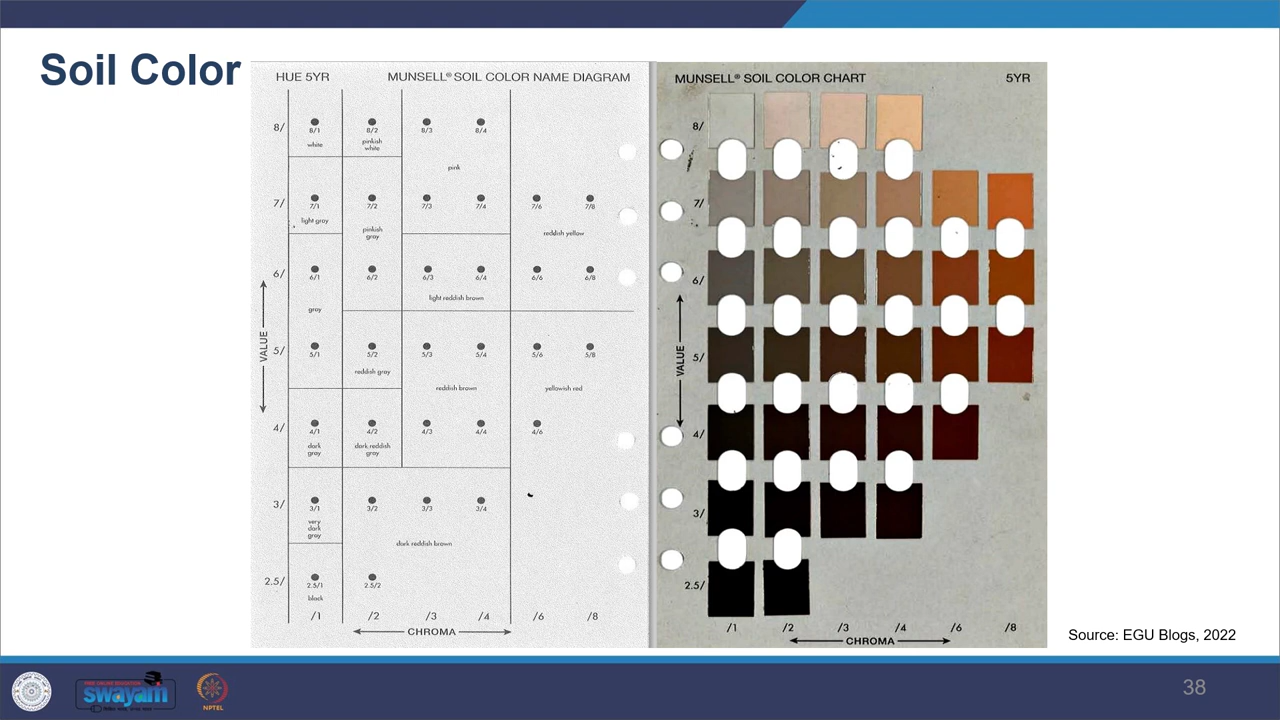 Soil Color
HUE 5YR
MUNSELL® SOIL COLOR NAME DIAGRAM
8/
8/1
8/2
8/3
8/4
white
pinkish
white
pink
7/
7/1
7/2
7/3
7/4
7/6
7/8
light gray
pinkish
gray
reddish yellow
6/
6/1
6/2
6/3
6/4
6/6
6/8
gray
light reddish brown
VALUE
5/
5/1
5/2
5/3
5/4
5/6
5/8
reddish gray
reddish brown
yellowish red
4/
4/1
4/2
4/3
4/4
4/6
dark
gray
dark reddish
gray
3/
3/1
3/2
3/3
3/4
very
dark
gray
dark reddish brown
2.5/
2.5/1
2.5/2
black
/1
/2
/3
/4
/6
/8
CHROMA
MUNSELL® SOIL COLOR CHART
5YR
8/
7/
6/
VALUE
5/
4/
3/
2.5/
/1
/2
/3
/4
/6
/8
CHROMA
Source: EGU Blogs, 2022
swayam
NPTEL
38